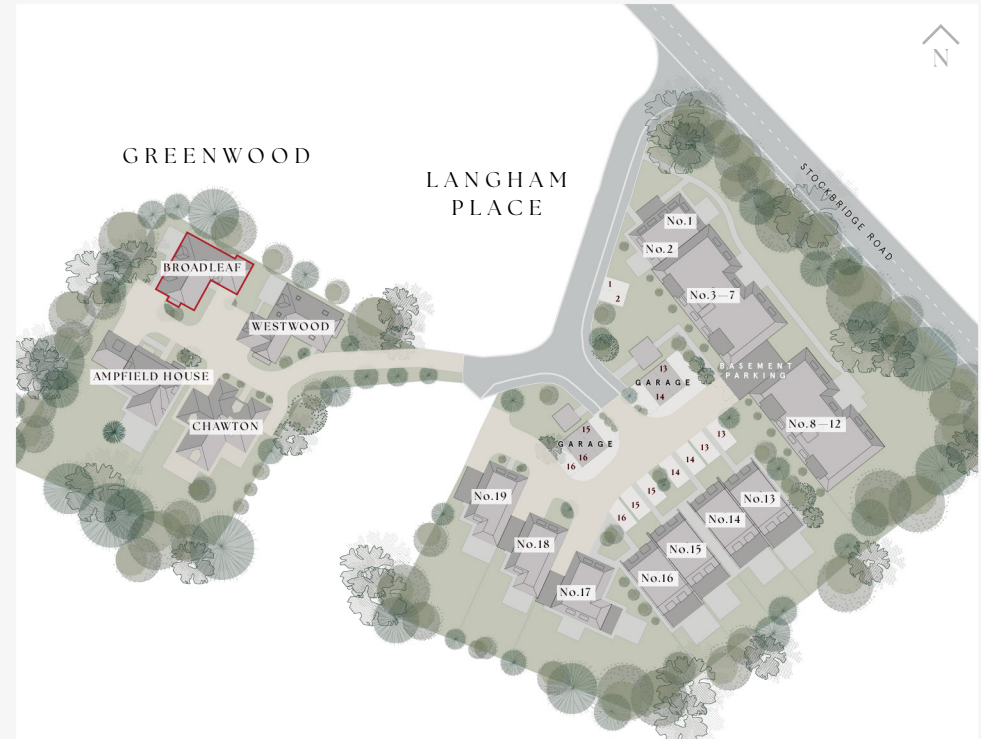 N
GREENWOOD
LANGHAM
PLACE
STOCKBRIDGE ROAD
BROADLEAF
WESTWOOD
AMPFIELD HOUSE
CHAWTON
No.1
No.2
No.3—7
1
2
BASEMENT
PARKING
13
GARAGE
14
No.8—12
15
GARAGE
16
16
13
13
14
14
15
15
16
No.13
No.14
No.15
No.16
No.17
No.18
No.19